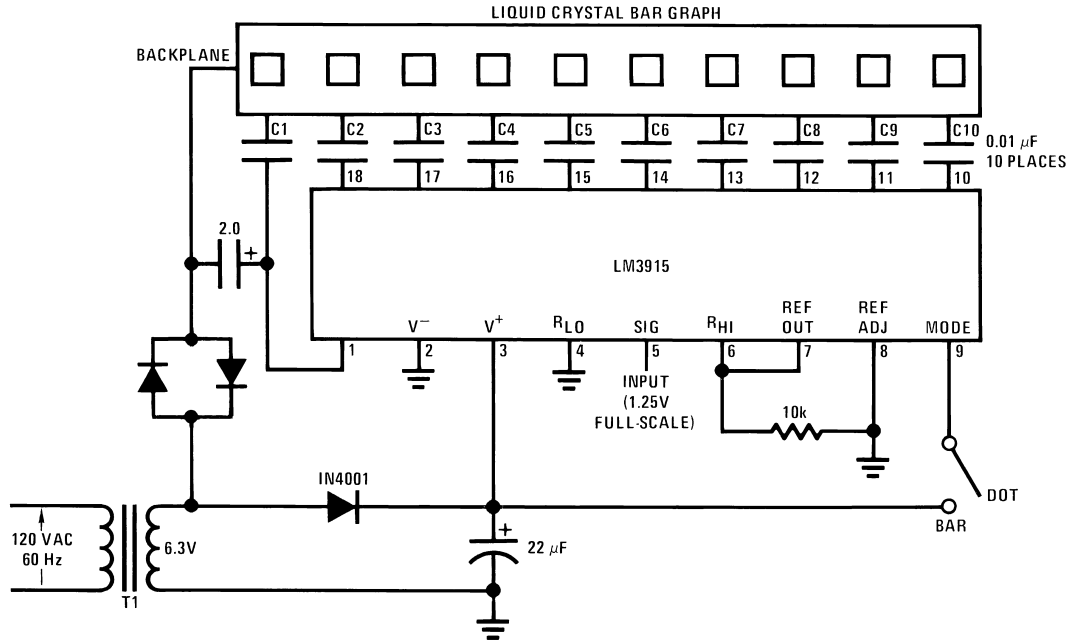 LIQUID CRYSTAL BAR GRAPH
BACKPLANE
C1 C2 C3 C4 C5 C6 C7 C8 C9 C10
0.01 μF
10 PLACES
18 17 16 15 14 13 12 11 10
2.0
+
LM3915
V− V+ RLO SIG RHI REF OUT REF ADJ MODE
1 2 3 4 5 6 7 8 9
INPUT
(1.25V
FULL-SCALE)
10k
DOT
BAR
IN4001
+
22 μF
120 VAC
60 Hz
6.3V
T1